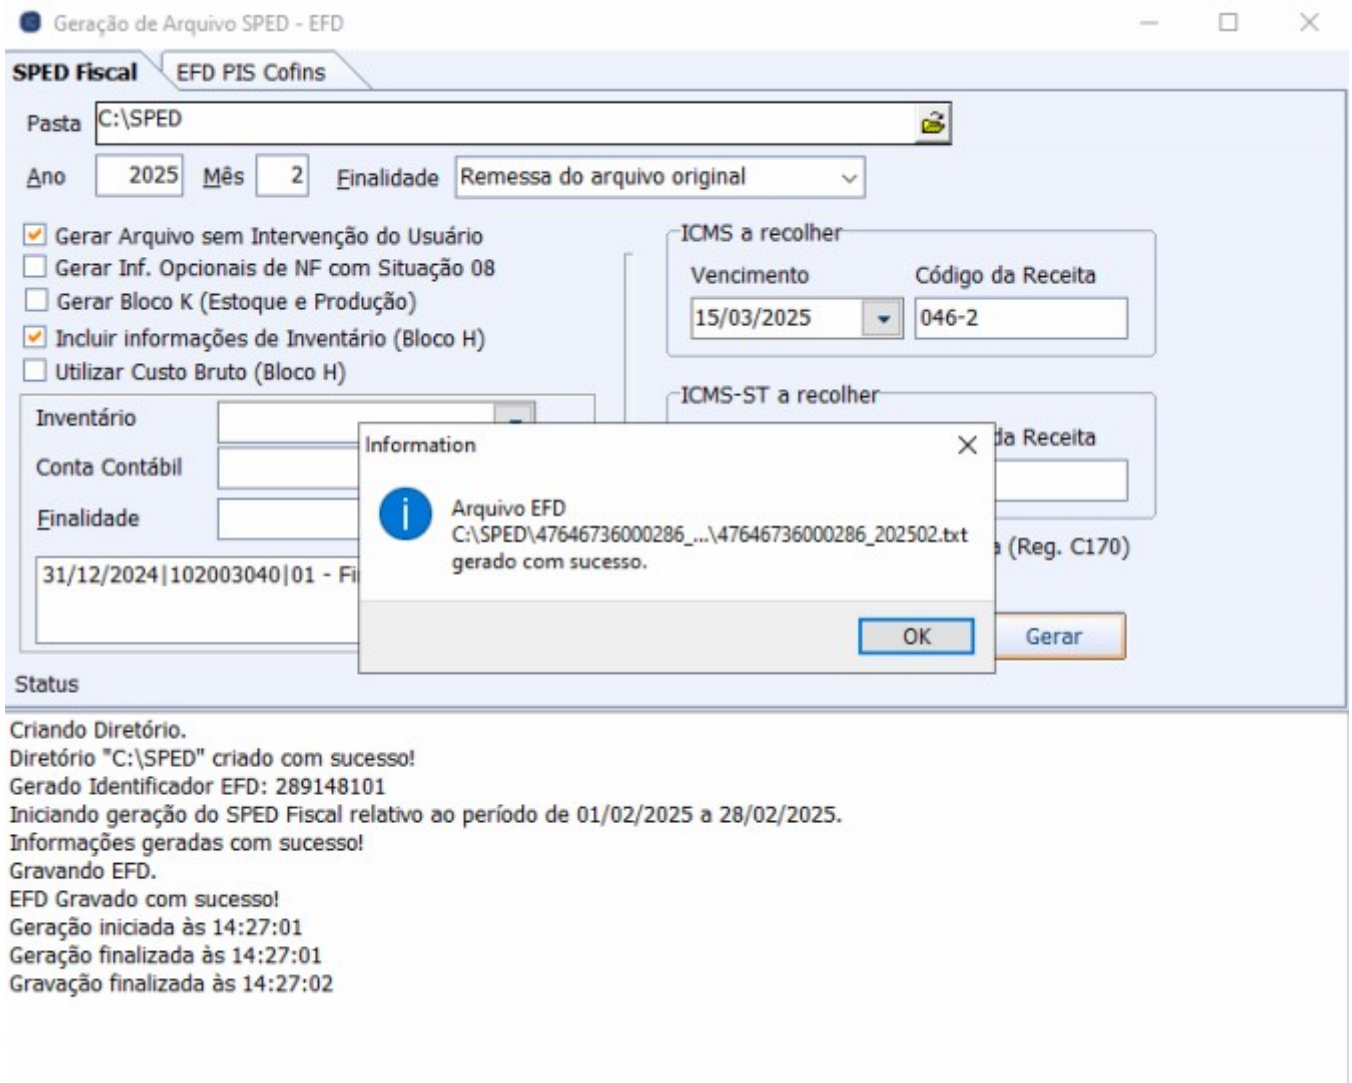 Geração de Arquivo SPED - EFD
SPED Fiscal EFD PIS Cofins
Pasta C:\SPED
Ano 2025 Mês 2 Finalidade Remessa do arquivo original
Gerar Arquivo sem Intervenção do Usuário
Gerar Inf. Opcionais de NF com Situação 08
Gerar Bloco K (Estoque e Produção)
Incluir informações de Inventário (Bloco H)
Utilizar Custo Bruto (Bloco H)
ICMS a recolher
Vencimento Código da Receita
15/03/2025 046-2
ICMS-ST a recolher
da Receita
Inventário
Conta Contábil
Finalidade
31/12/2024|102003040|01 - Fi
(Reg. C170)
Information
Arquivo EFD
C:\SPED\47646736000286_...\47646736000286_202502.txt
gerado com sucesso.
OK
Gerar
Status
Criando Diretório.
Diretório "C:\SPED" criado com sucesso!
Gerado Identificador EFD: 289148101
Iniciando geração do SPED Fiscal relativo ao período de 01/02/2025 a 28/02/2025.
Informações geradas com sucesso!
Gravando EFD.
EFD Gravado com sucesso!
Geração iniciada às 14:27:01
Geração finalizada às 14:27:01
Gravação finalizada às 14:27:02